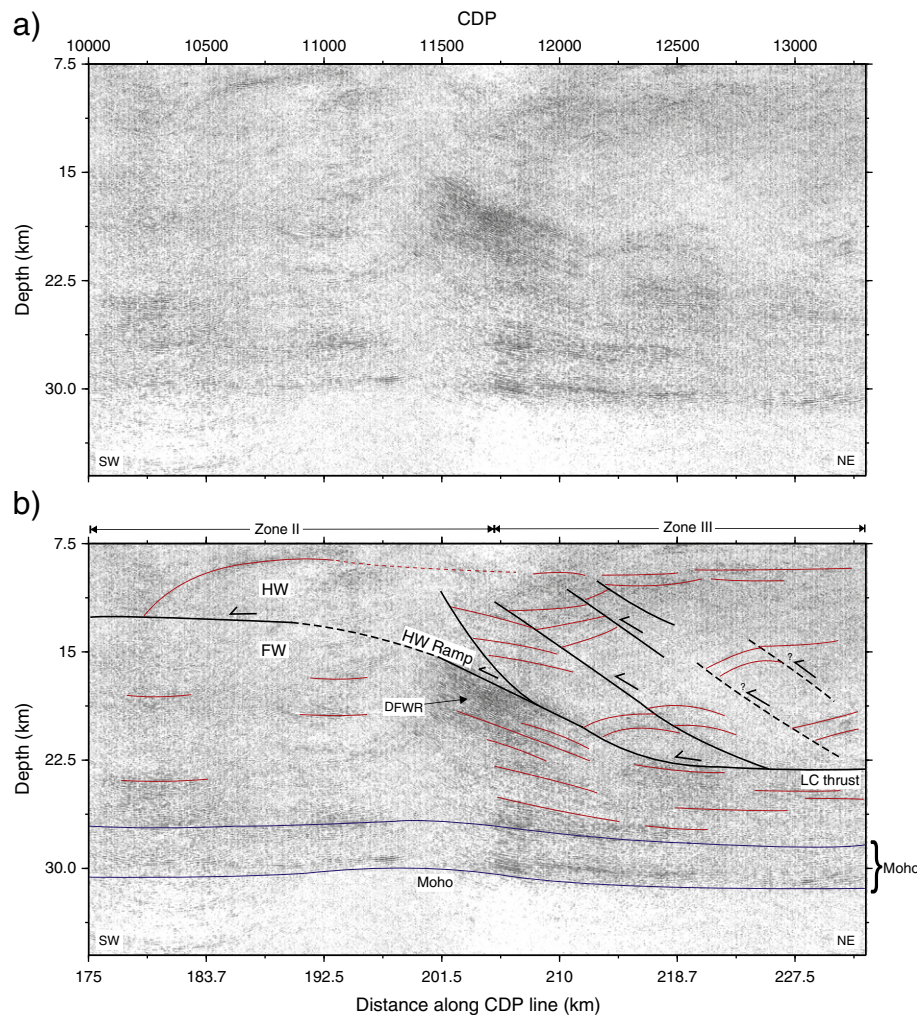 a)
CDP
10000 10500 11000 11500 12000 12500 13000
7.5
15
22.5
30.0
Depth (km)
SW NE
b)
Zone II Zone III
7.5
15
22.5
30.0
Depth (km)
HW
FW
HW Ramp
DFWR
?
?
LC thrust
Moho
Moho
SW NE
175 183.7 192.5 201.5 210 218.7 227.5
Distance along CDP line (km)